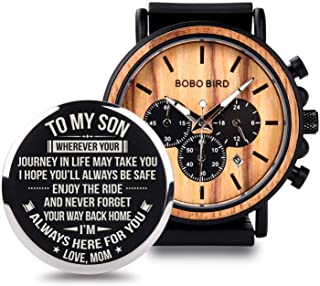 TO MY SON
WHEREVER YOUR
JOURNEY IN LIFE MAY TAKE YOU
I HOPE YOU'LL ALWAYS BE SAFE
ENJOY THE RIDE
AND NEVER FORGET
YOUR WAY BACK HOME
I'M
ALWAYS HERE FOR YOU
LOVE, MOM
BOBO BIRD